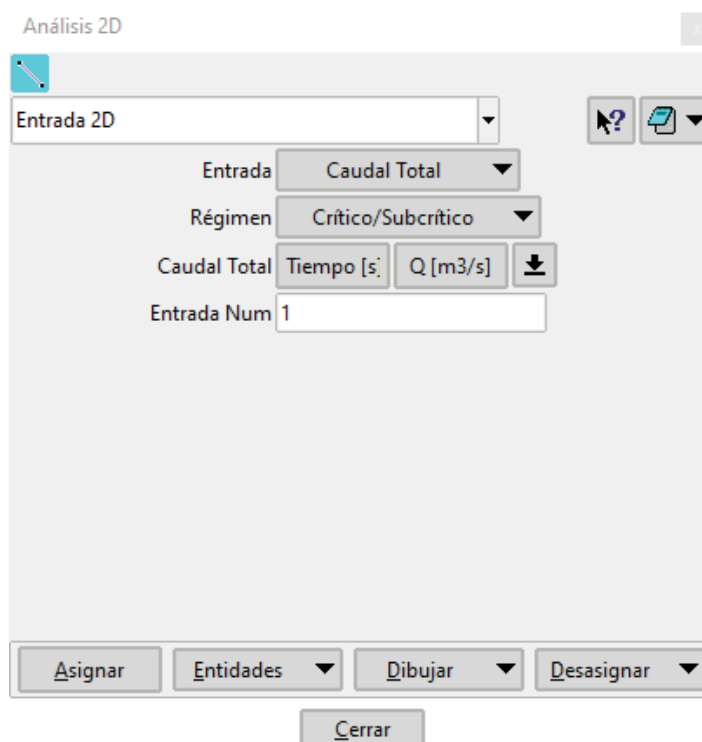 Análisis 2D
Entrada 2D
Entrada Caudal Total
Régimen Crítico/Subcrítico
Caudal Total Tiempo [s] Q [m3/s]
Entrada Num 1
Asignar Entidades Dibujar Desasignar
Cerrar